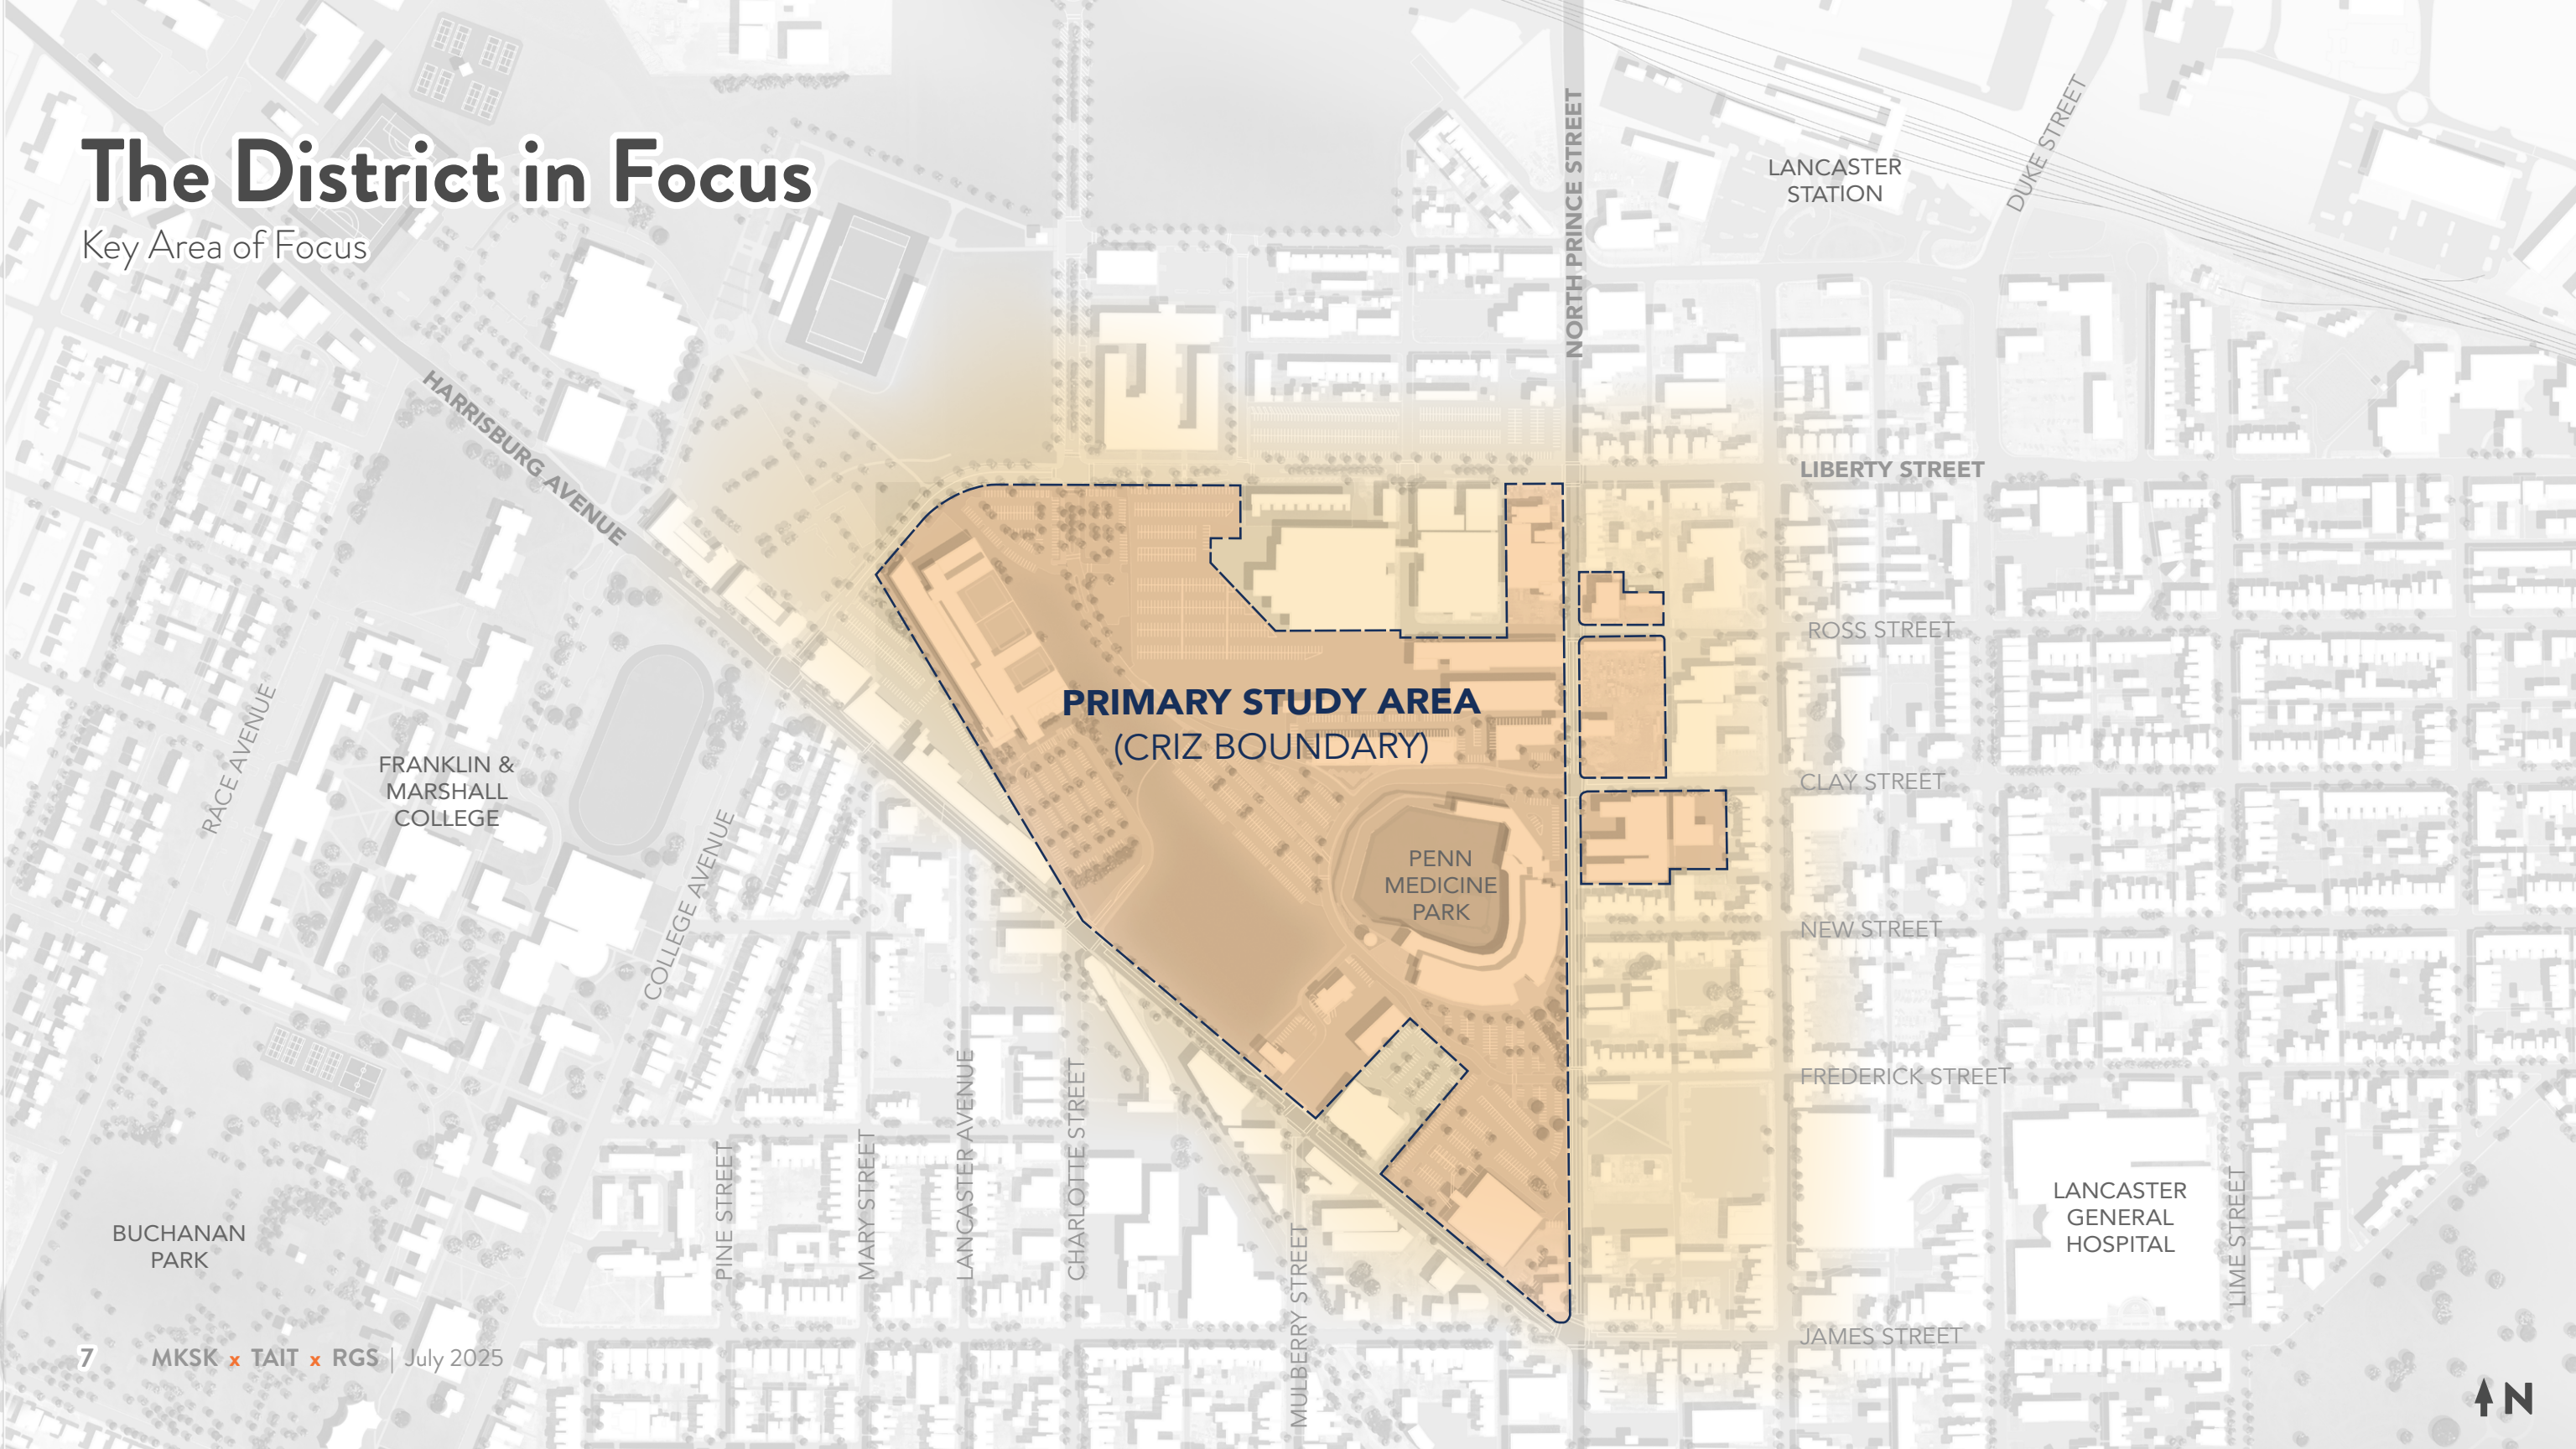 The District in Focus
Key Area of Focus
NORTH PRINCE STREET
LANCASTER
STATION
DUKE STREET
HARRISBURG AVENUE
LIBERTY STREET
ROSS STREET
PRIMARY STUDY AREA
(CRIZ BOUNDARY)
RACE AVENUE
FRANKLIN &
MARSHALL
COLLEGE
CLAY STREET
COLLEGE AVENUE
PENN
MEDICINE
PARK
NEW STREET
FREDERICK STREET
BUCHANAN
PARK
PINE STREET
MARY STREET
LANCASTER AVENUE
CHARLOTTE STREET
MULBERRY STREET
LANCASTER
GENERAL
HOSPITAL
LIME STREET
JAMES STREET
7 MKSK x TAIT x RGS | July 2025
N